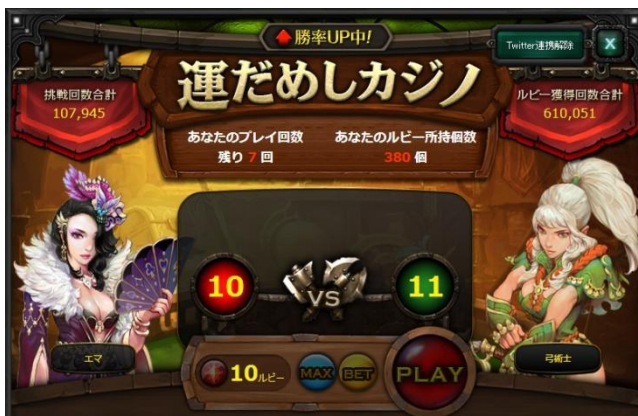 勝率UP中!
Twitter連携解除
X
運だめしカジノ
挑戦回数合計
107,945
ルビー獲得回数合計
610,051
あなたのプレイ回数
残り 7 回
あなたのルビー所持個数
380 個
10
VS
11
エマ
弓術士
10ルビー
MAX
BET
PLAY